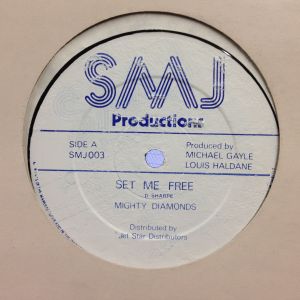 SMJ
Productions
SIDE A
SMJ003
Produced by
MICHAEL GAYLE
LOUIS HALDANE
SET ME FREE
D SHARPE
MIGHTY DIAMONDS
Distributed by
Jet Star Distributors